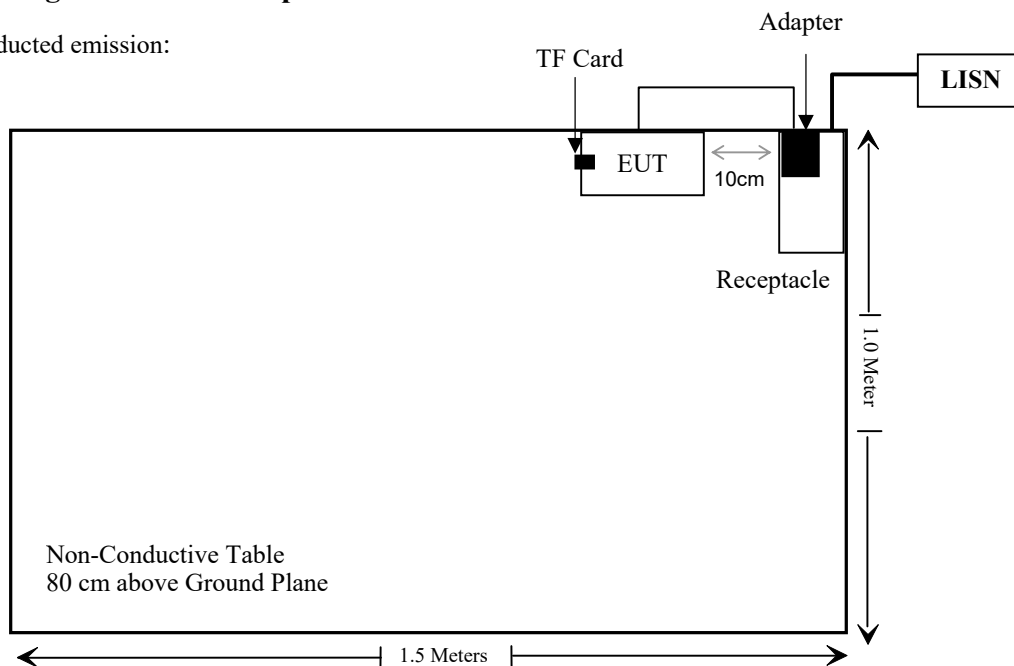 ducted emission:
Adapter
TF Card
LISN
EUT
10cm
Receptacle
1.0 Meter
Non-Conductive Table
80 cm above Ground Plane
1.5 Meters